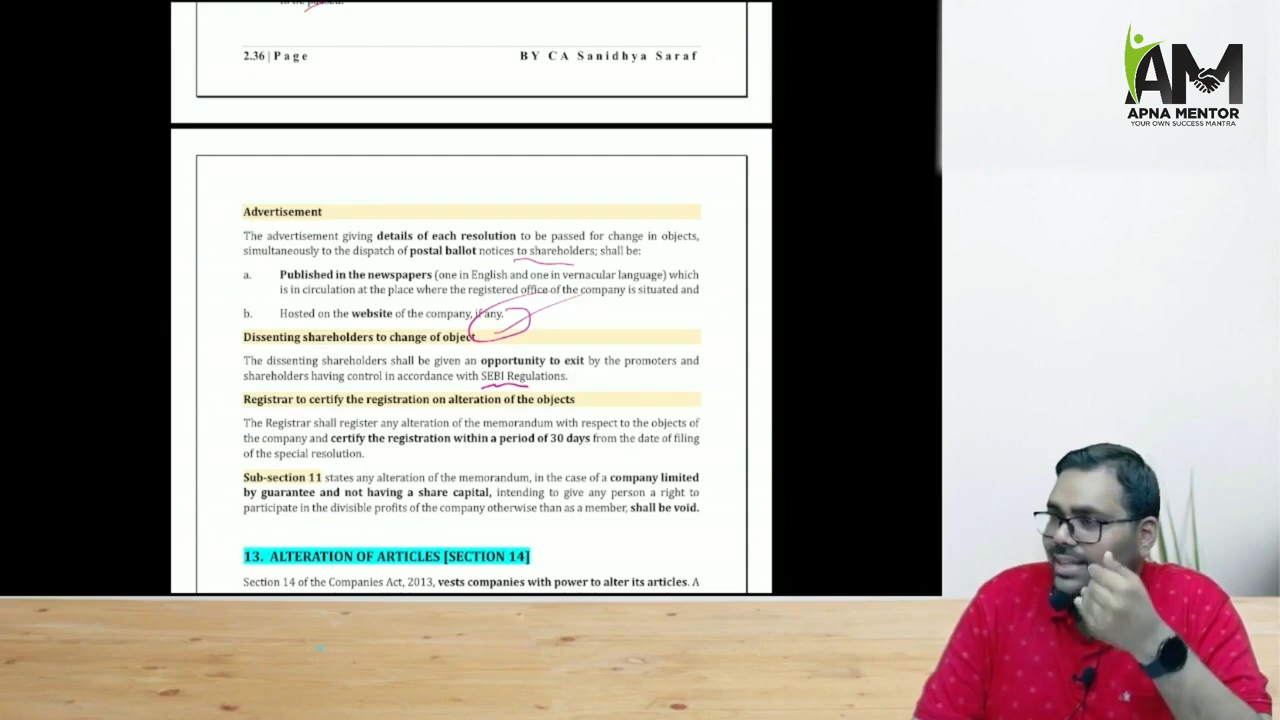 to be passed.
2.36 | Page BY CA Sanidhya Saraf
AM
APNA MENTOR
YOUR OWN SUCCESS MANTRA
Advertisement
The advertisement giving details of each resolution to be passed for change in objects,
simultaneously to the dispatch of postal ballot notices to shareholders; shall be:
a. Published in the newspapers (one in English and one in vernacular language) which
is in circulation at the place where the registered office of the company is situated and
b. Hosted on the website of the company, if any.
Dissenting shareholders to change of object
The dissenting shareholders shall be given an opportunity to exit by the promoters and
shareholders having control in accordance with SEBI Regulations.
Registrar to certify the registration on alteration of the objects
The Registrar shall register any alteration of the memorandum with respect to the objects of
the company and certify the registration within a period of 30 days from the date of filing
of the special resolution.
Sub-section 11 states any alteration of the memorandum, in the case of a company limited
by guarantee and not having a share capital, intending to give any person a right to
participate in the divisible profits of the company otherwise than as a member, shall be void.
13. ALTERATION OF ARTICLES [SECTION 14]
Section 14 of the Companies Act, 2013, vests companies with power to alter its articles. A